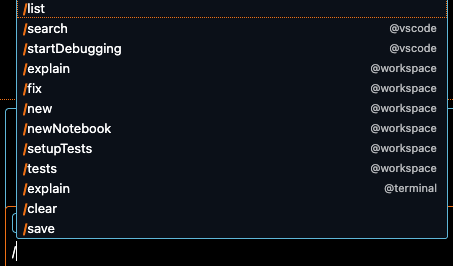 /list
/search @vscode
/startDebugging @vscode
/explain @workspace
/fix @workspace
/new @workspace
/newNotebook @workspace
/setupTests @workspace
/tests @workspace
/explain @terminal
/clear
/save
/